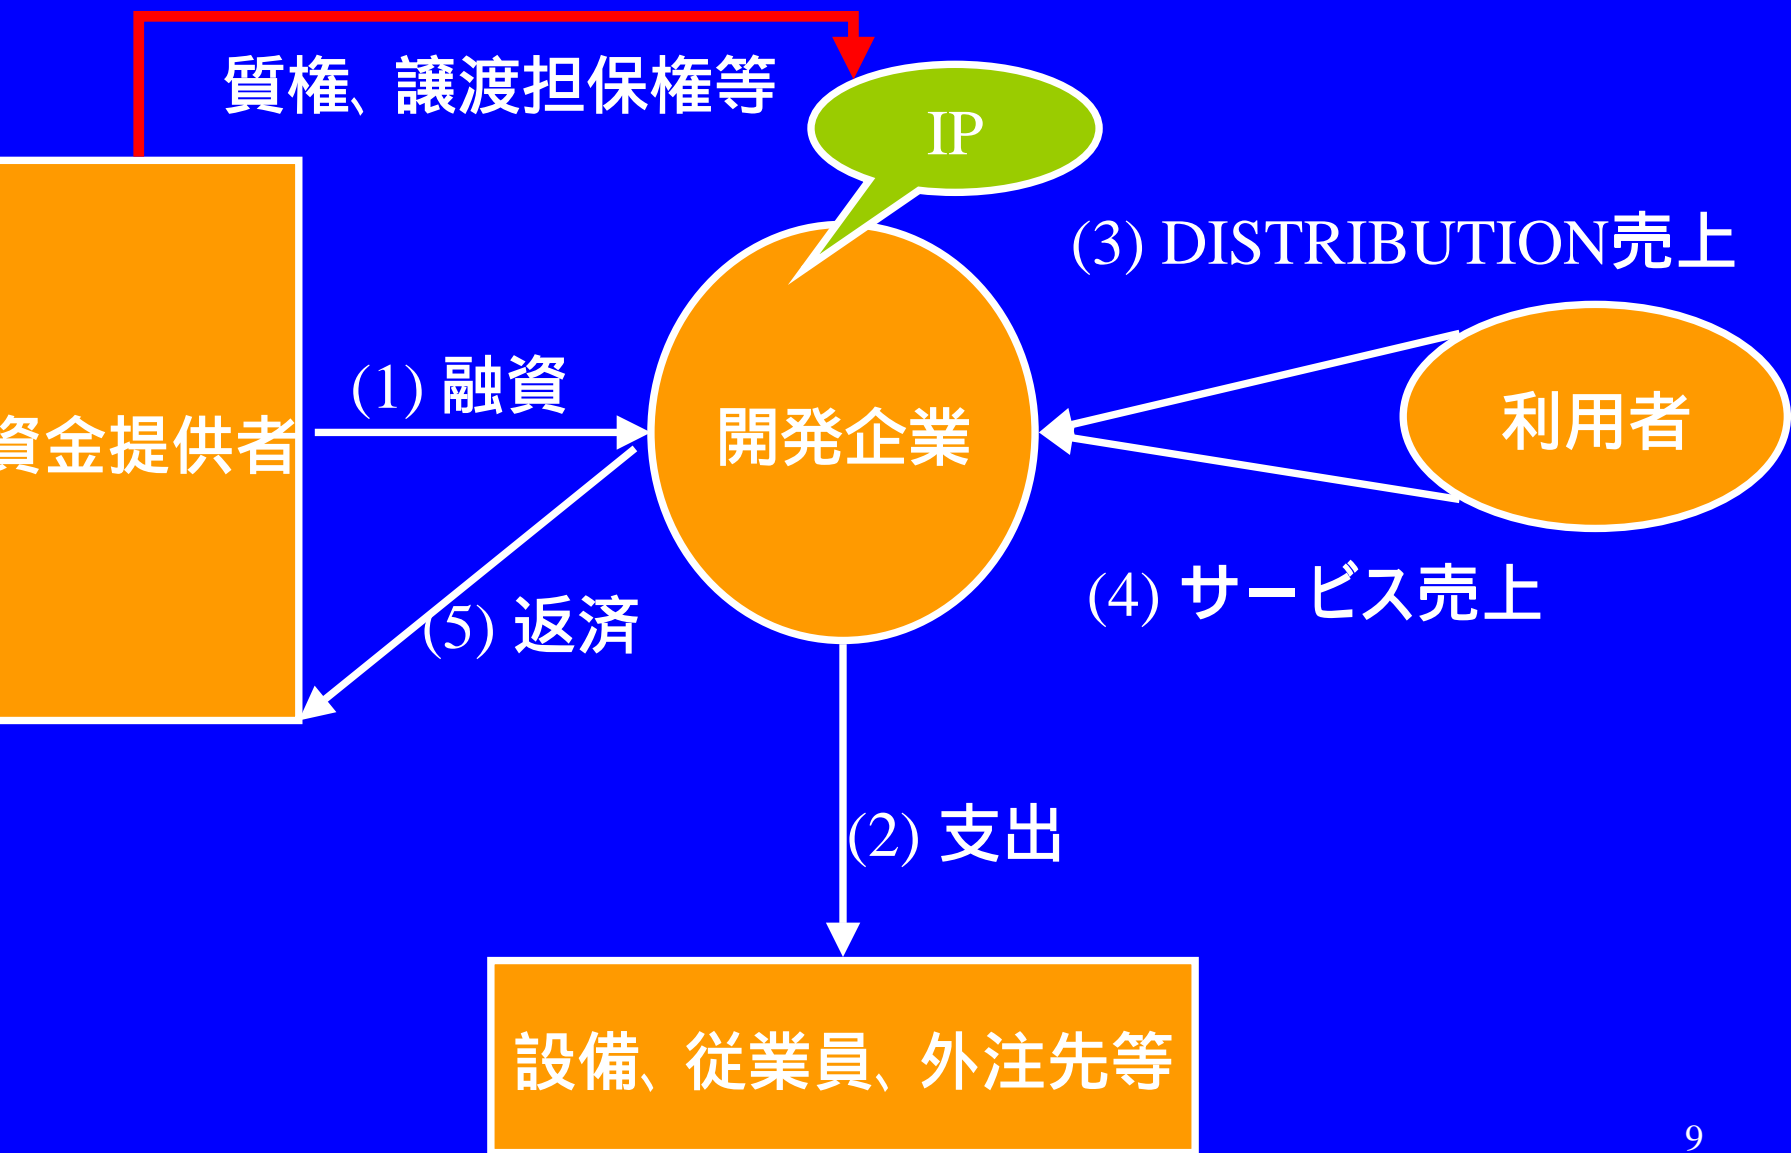 質権、譲渡担保権等
IP
(3) DISTRIBUTION売上
(1) 融資
資金提供者
開発企業
利用者
(5) 返済
(4) サービス売上
(2) 支出
設備、従業員、外注先等
9